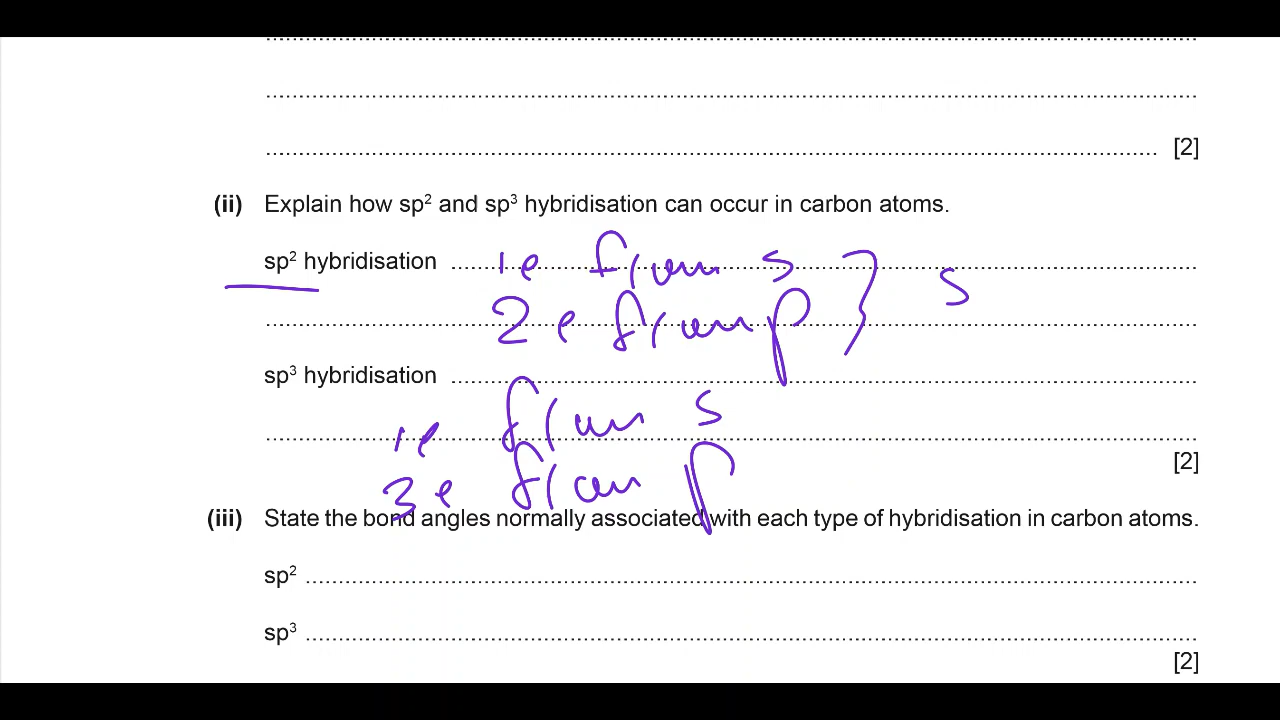 [2]
(ii) Explain how sp² and sp³ hybridisation can occur in carbon atoms.
sp² hybridisation 1e from s } s
2e from p
sp³ hybridisation
1e from s
[2]
3e from p
(iii) State the bond angles normally associated with each type of hybridisation in carbon atoms.
sp²
sp³
[2]